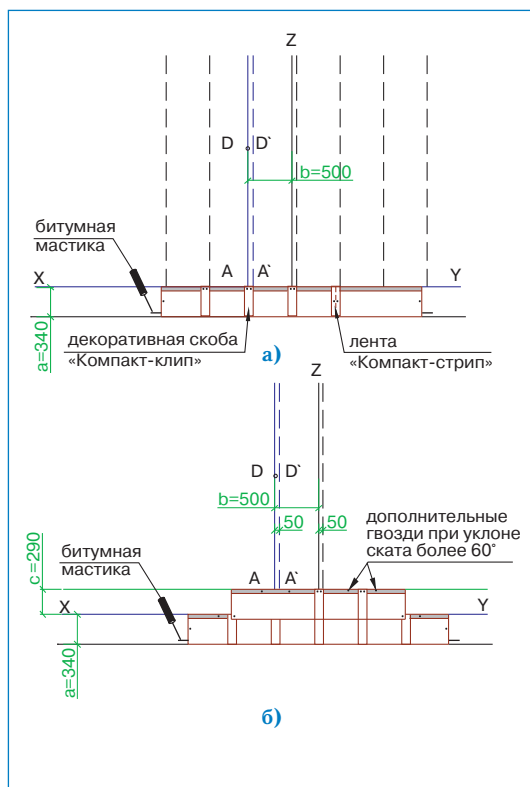 Z
D D`
b=500
битумная
мастика
X A A` Y
a=340
декоративная скоба
«Компакт-клип»
а)
лента
«Компакт-стрип»
Z
D D`
b=500
50 50
дополнительные
гвозди при уклоне
ската более 60°
битумная
мастика
c=290
A A`
X Y
a=340
б)